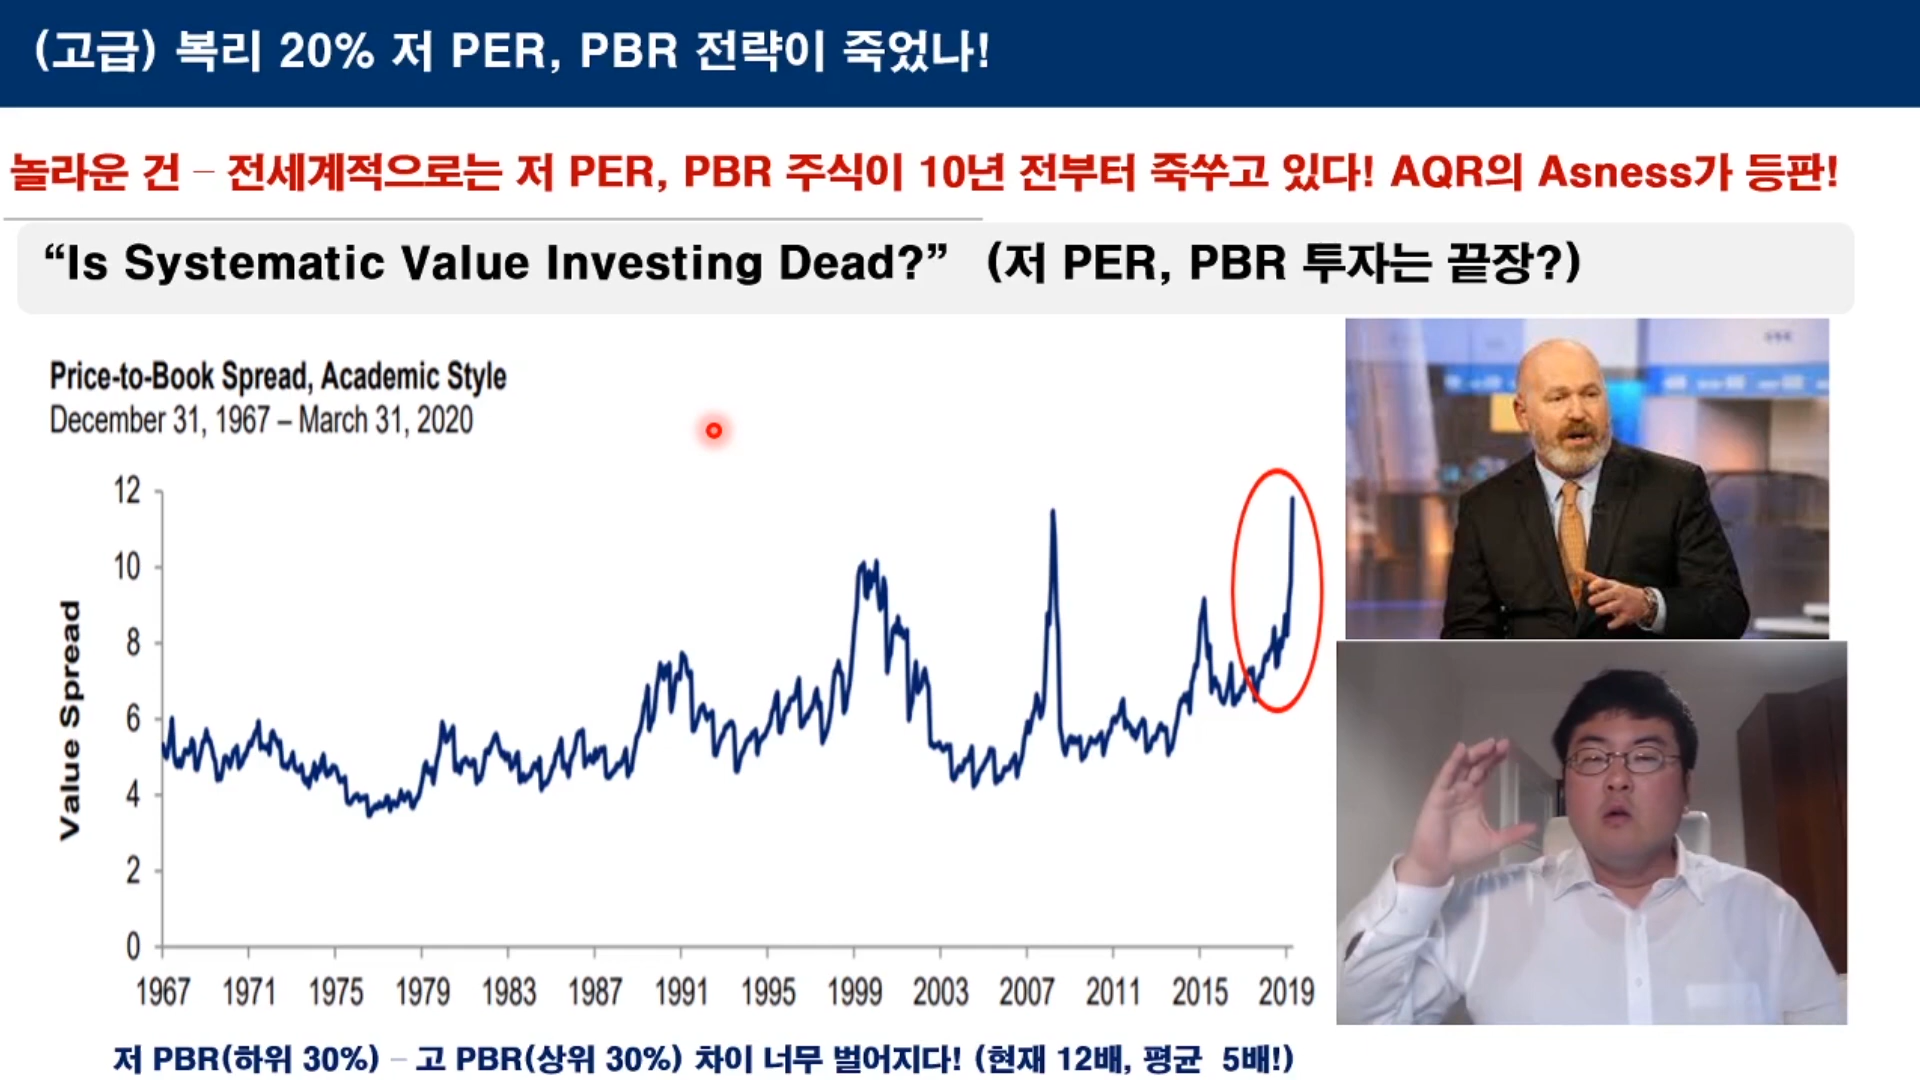 (고급) 복리 20% 저 PER, PBR 전략이 죽었나!
놀라운 건 – 전세계적으로는 저 PER, PBR 주식이 10년 전부터 죽쑤고 있다! AQR의 Asness가 등판!
“Is Systematic Value Investing Dead?” (저 PER, PBR 투자는 끝장?)
Price-to-Book Spread, Academic Style
December 31, 1967 – March 31, 2020
Value Spread
12
10
8
6
4
2
0
1967 1971 1975 1979 1983 1987 1991 1995 1999 2003 2007 2011 2015 2019
저 PBR(하위 30%) – 고 PBR(상위 30%) 차이 너무 벌어지다! (현재 12배, 평균 5배!)